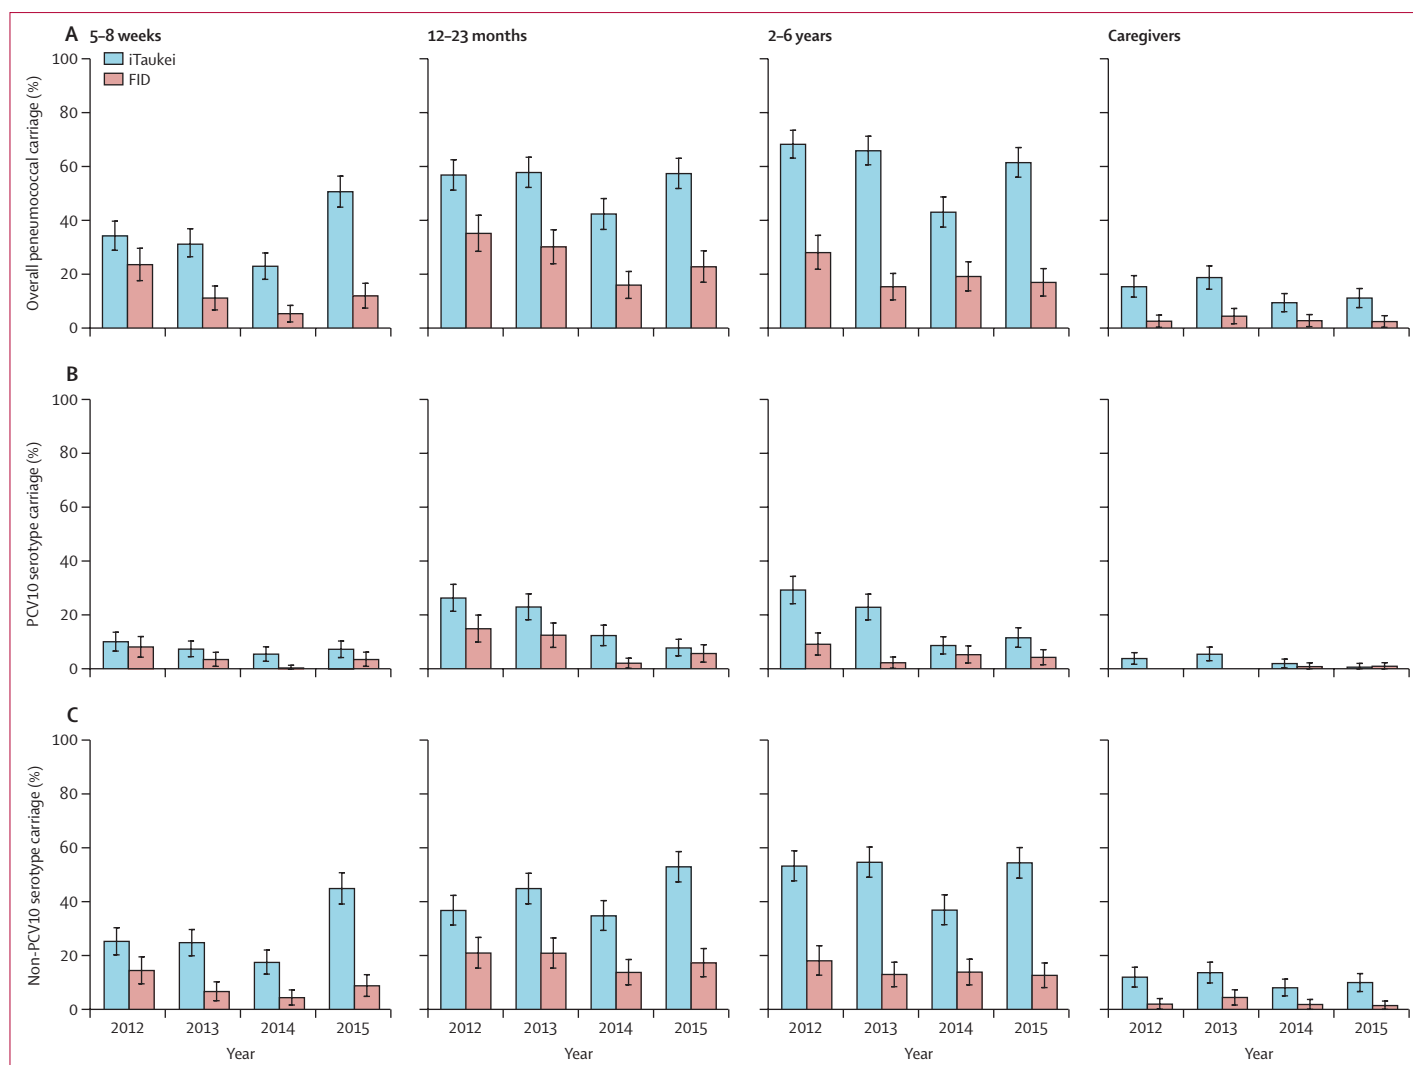 A 5–8 weeks 12–23 months 2–6 years Caregivers
iTaukei
FID
Overall peneumococcal carriage (%)
100
80
60
40
20
0
B
PCV10 serotype carriage (%)
100
80
60
40
20
0
C
Non-PCV10 serotype carriage (%)
100
80
60
40
20
0
2012 2013 2014 2015 2012 2013 2014 2015 2012 2013 2014 2015 2012 2013 2014 2015
Year Year Year Year